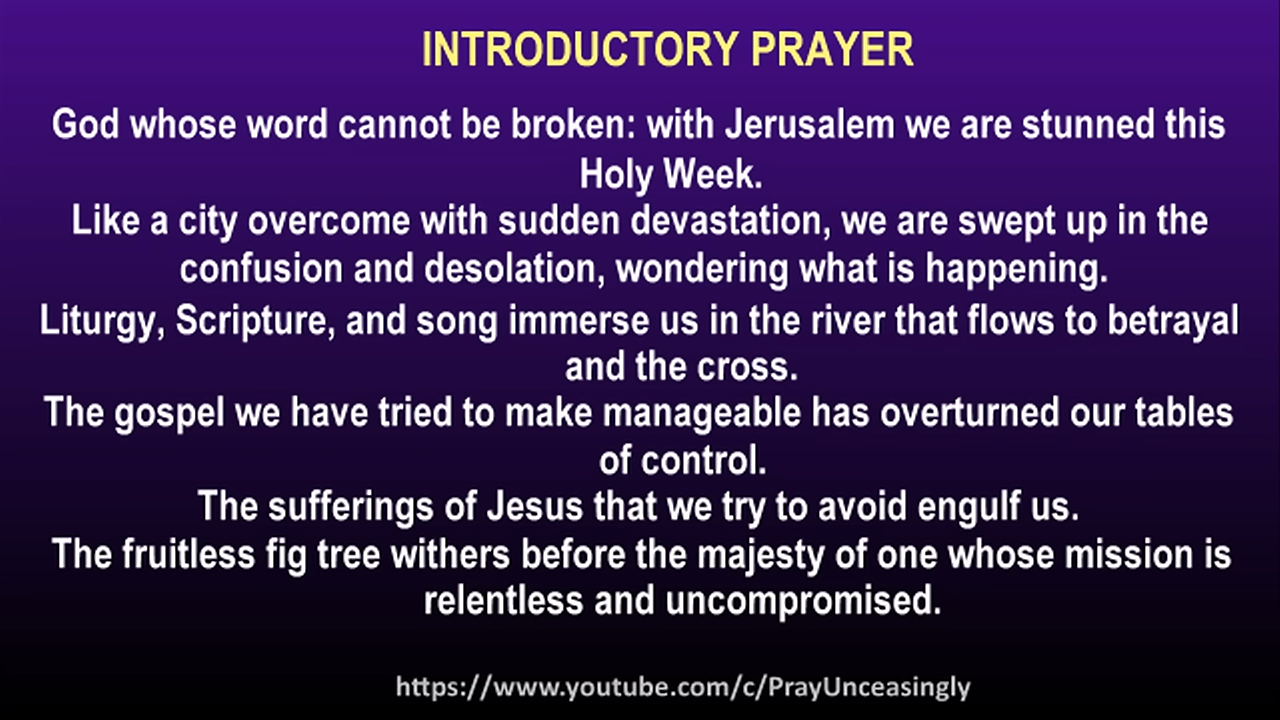 INTRODUCTORY PRAYER
God whose word cannot be broken: with Jerusalem we are stunned this
Holy Week.
Like a city overcome with sudden devastation, we are swept up in the
confusion and desolation, wondering what is happening.
Liturgy, Scripture, and song immerse us in the river that flows to betrayal
and the cross.
The gospel we have tried to make manageable has overturned our tables
of control.
The sufferings of Jesus that we try to avoid engulf us.
The fruitless fig tree withers before the majesty of one whose mission is
relentless and uncompromised.
https://www.youtube.com/c/PrayUnceasingly